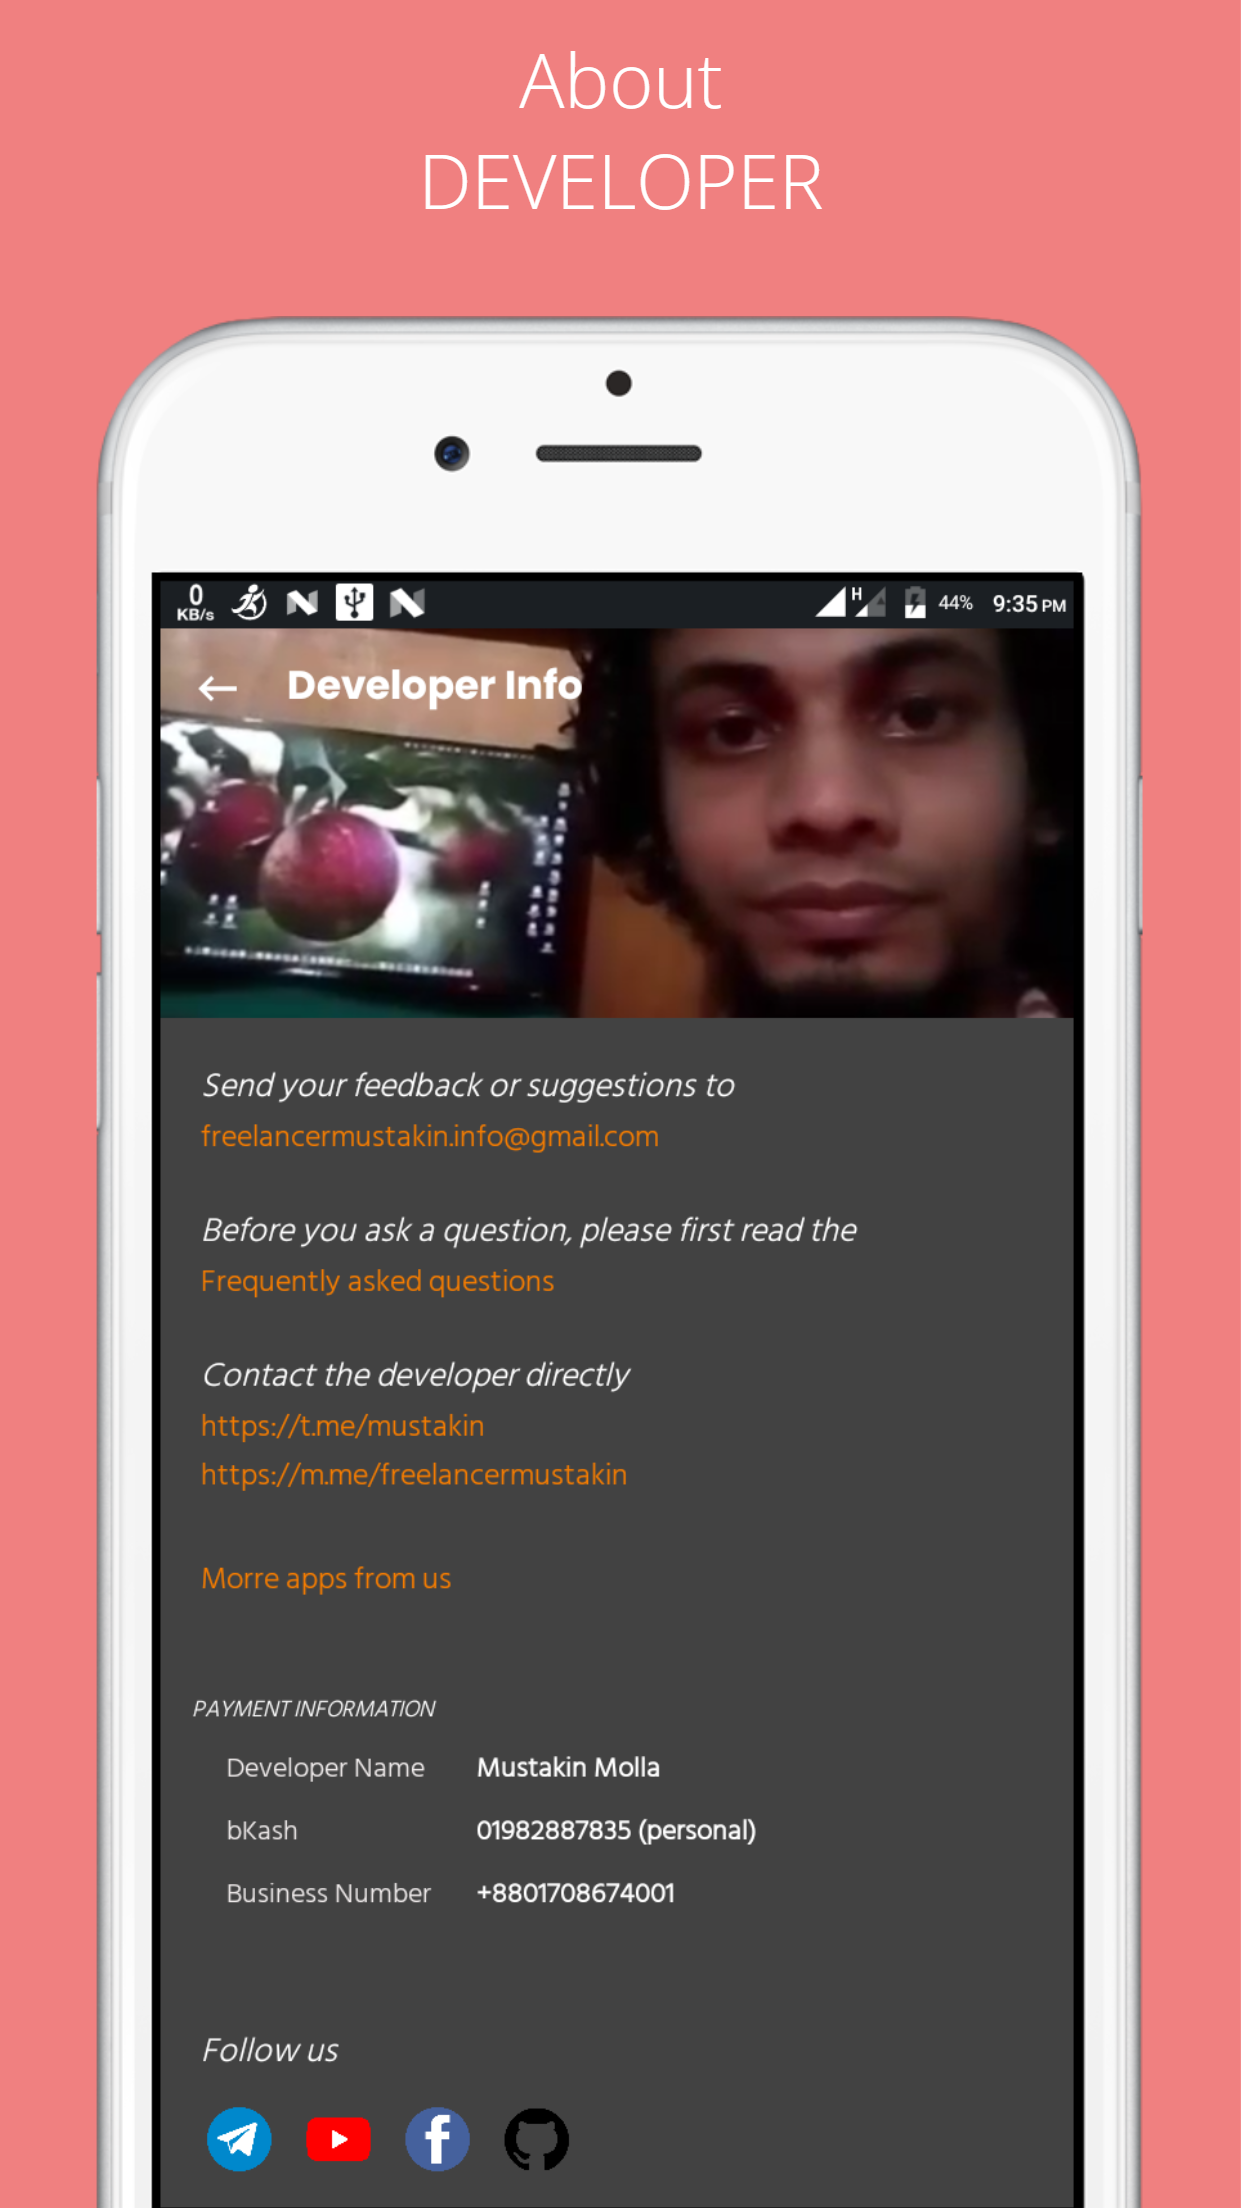 About
DEVELOPER
0
KB/s
H
44%
9:35 PM
Developer Info
Send your feedback or suggestions to
freelancermustakin.info@gmail.com
Before you ask a question, please first read the
Frequently asked questions
Contact the developer directly
https://t.me/mustakin
https://m.me/freelancermustakin
Morre apps from us
PAYMENT INFORMATION
Developer Name Mustakin Molla
bKash 01982887835 (personal)
Business Number +8801708674001
Follow us